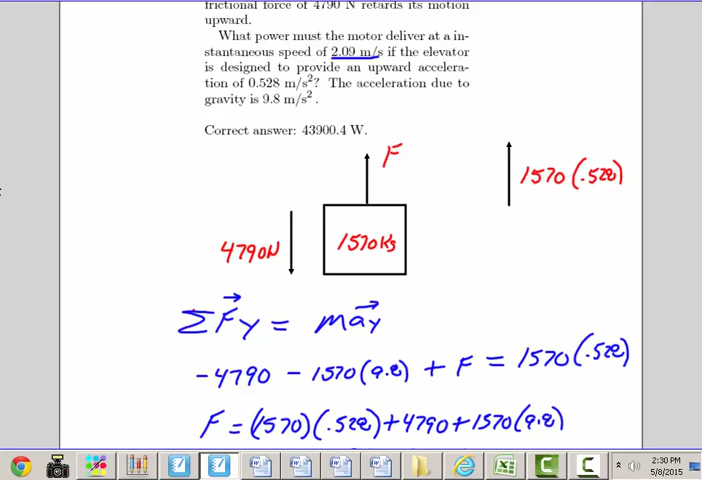 frictional force of 4790 N retards its motion
upward.
What power must the motor deliver at a in-
stantaneous speed of 2.09 m/s if the elevator
is designed to provide an upward accelera-
tion of 0.528 m/s²? The acceleration due to
gravity is 9.8 m/s² .
Correct answer: 43900.4 W.
F
1570(.528)
4790N
1570Kg
ΣF⃗y = ma⃗y
-4790 - 1570(9.8) + F = 1570(.528)
F = (1570)(.528)+4790+1570(9.8)
2:30 PM
5/8/2015